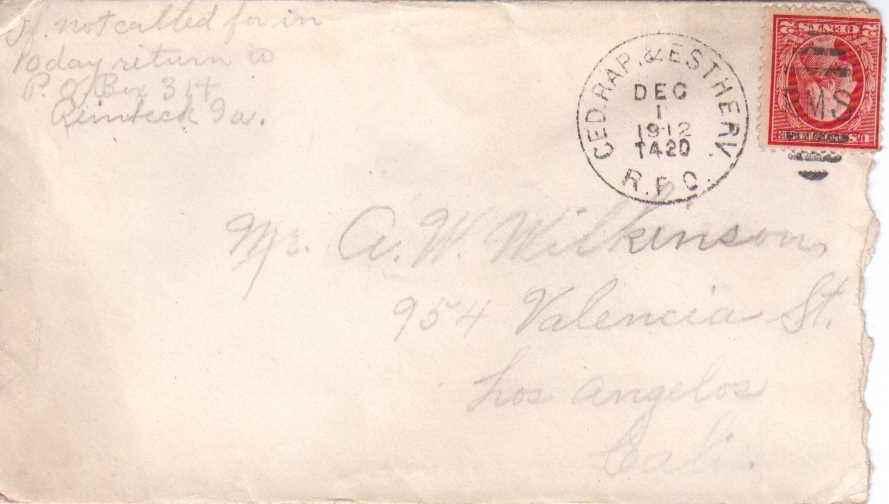 If not called for in
10 day return to
P. O. Box 314
Reinbeck Ia.
CED. RAP. & ESTHERV.
DEC
1
1912
T420
R.P.O.
R.M.S.
Mr. A. W. Wilkinson,
954 Valencia St.
Los Angelos
Cali.